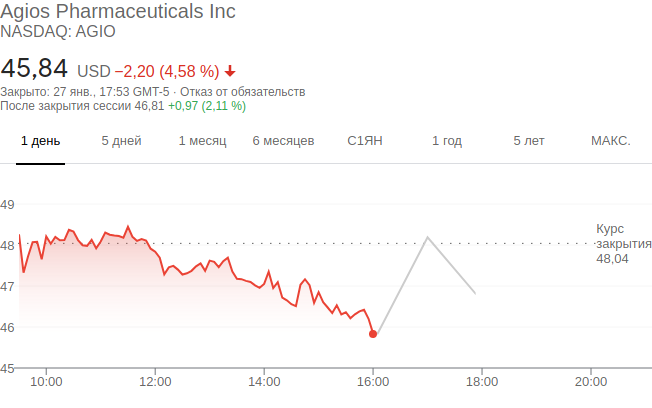 Agios Pharmaceuticals Inc
NASDAQ: AGIO
45,84 USD −2,20 (4,58 %)
Закрыто: 27 янв., 17:53 GMT-5 · Отказ от обязательств
После закрытия сессии 46,81 +0,97 (2,11 %)
1 день 5 дней 1 месяц 6 месяцев С1ЯН 1 год 5 лет МАКС.
49
Курс
48 закрытия
48,04
47
46
45
10:00 12:00 14:00 16:00 18:00 20:00